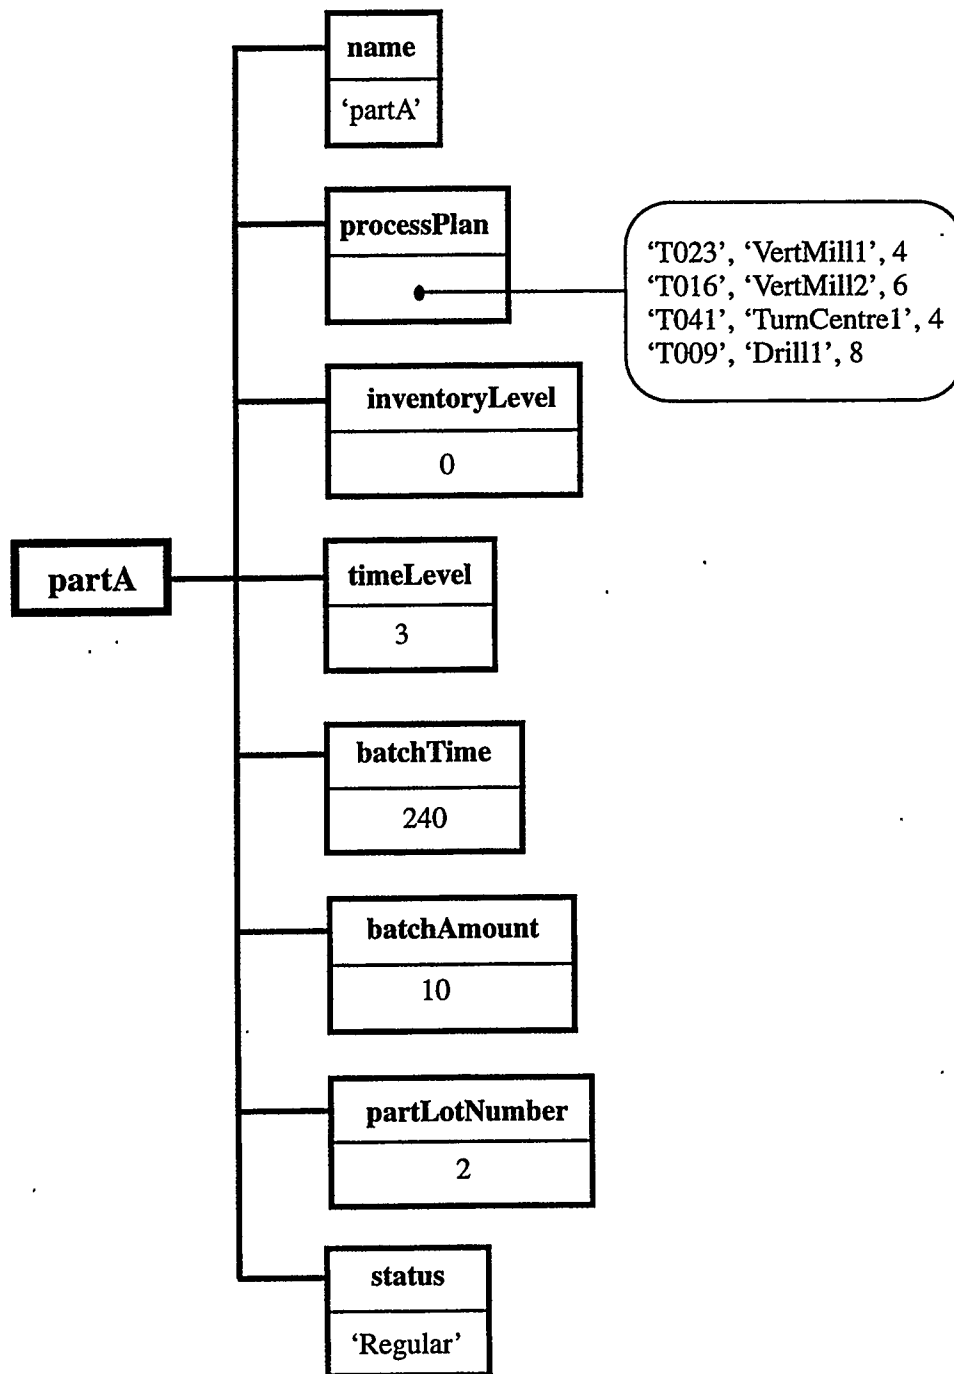 name
‘partA’
processPlan
‘T023’, ‘VertMill1’, 4
‘T016’, ‘VertMill2’, 6
‘T041’, ‘TurnCentre1’, 4
‘T009’, ‘Drill1’, 8
inventoryLevel
0
partA
timeLevel
3
batchTime
240
batchAmount
10
partLotNumber
2
status
‘Regular’